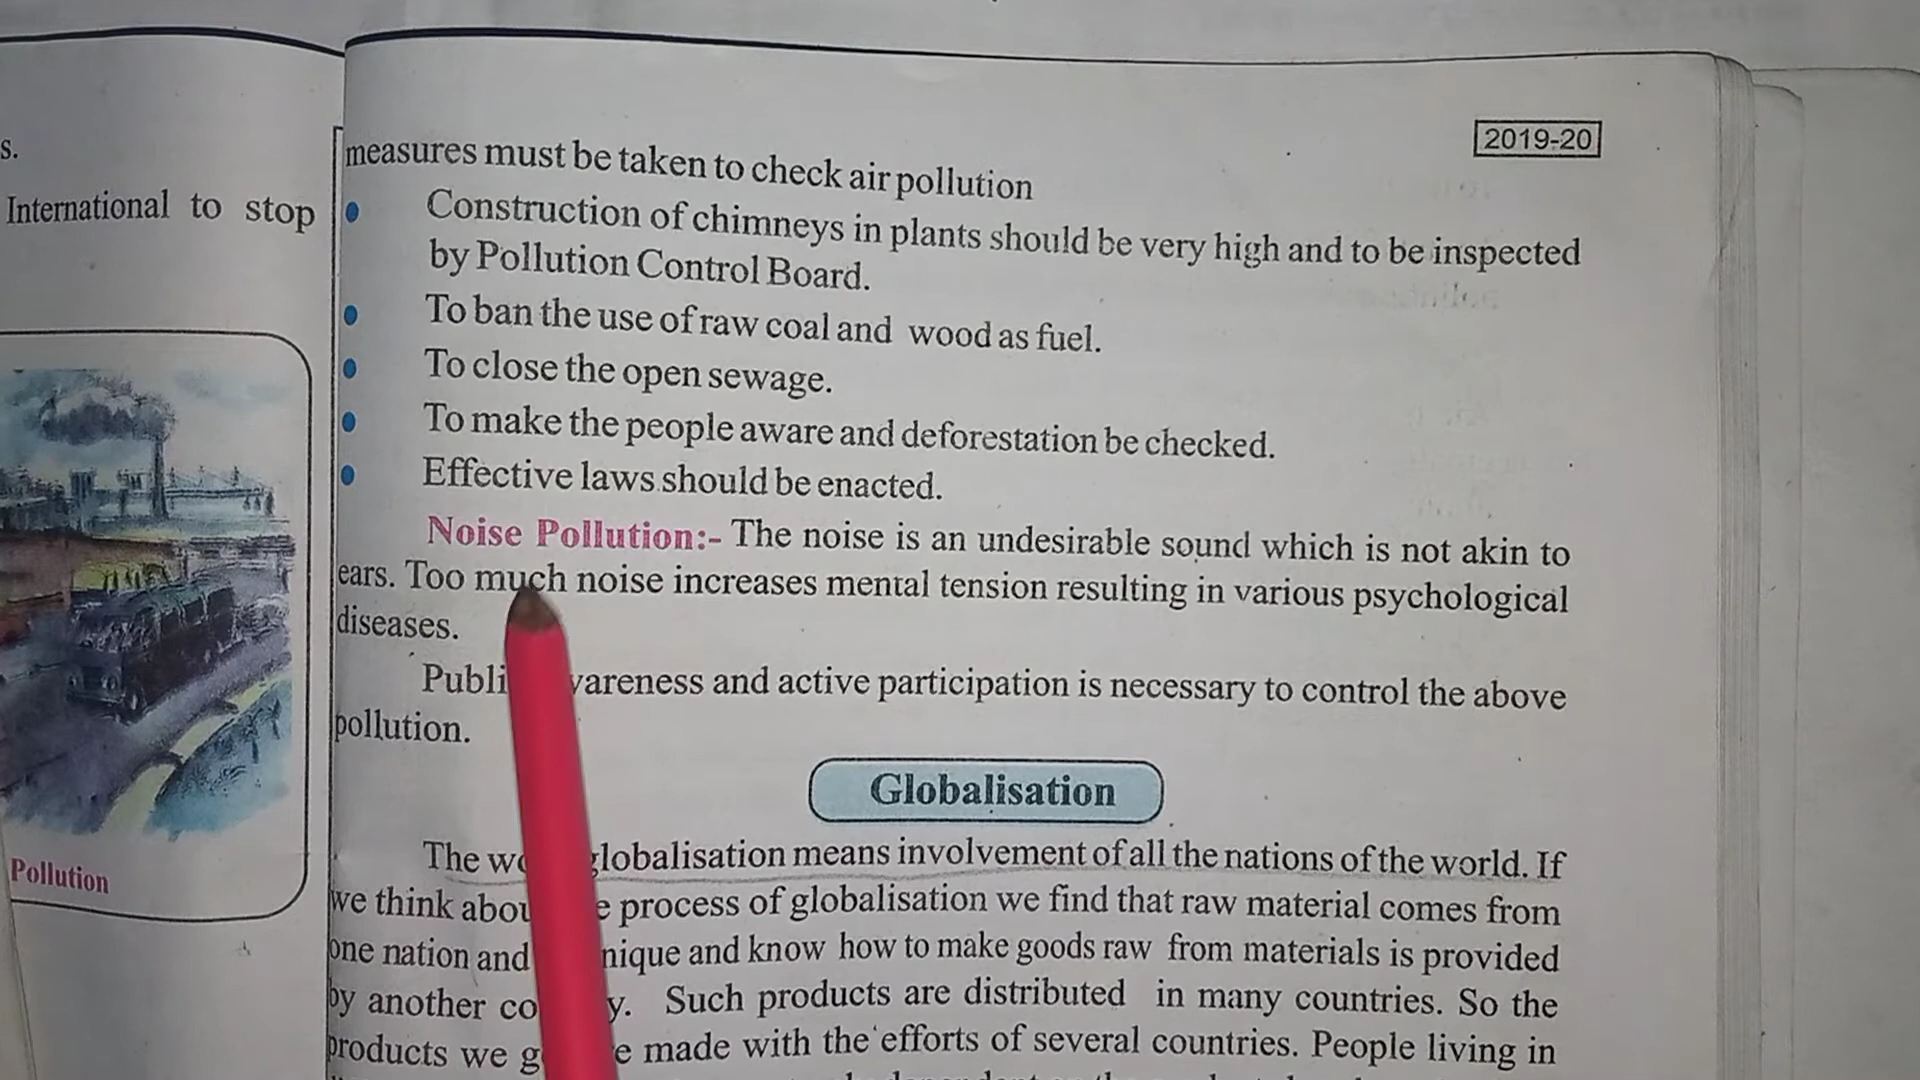 s.
International to stop
Pollution
2019-20
measures must be taken to check air pollution
• Construction of chimneys in plants should be very high and to be inspected
by Pollution Control Board.
• To ban the use of raw coal and wood as fuel.
• To close the open sewage.
• To make the people aware and deforestation be checked.
• Effective laws should be enacted.
Noise Pollution:- The noise is an undesirable sound which is not akin to
ears. Too much noise increases mental tension resulting in various psychological
diseases.
Publi wareness and active participation is necessary to control the above
pollution.
Globalisation
The wo globalisation means involvement of all the nations of the world. If
we think abou e process of globalisation we find that raw material comes from
one nation and nique and know how to make goods raw from materials is provided
by another co y. Such products are distributed in many countries. So the
products we g e made with the efforts of several countries. People living in